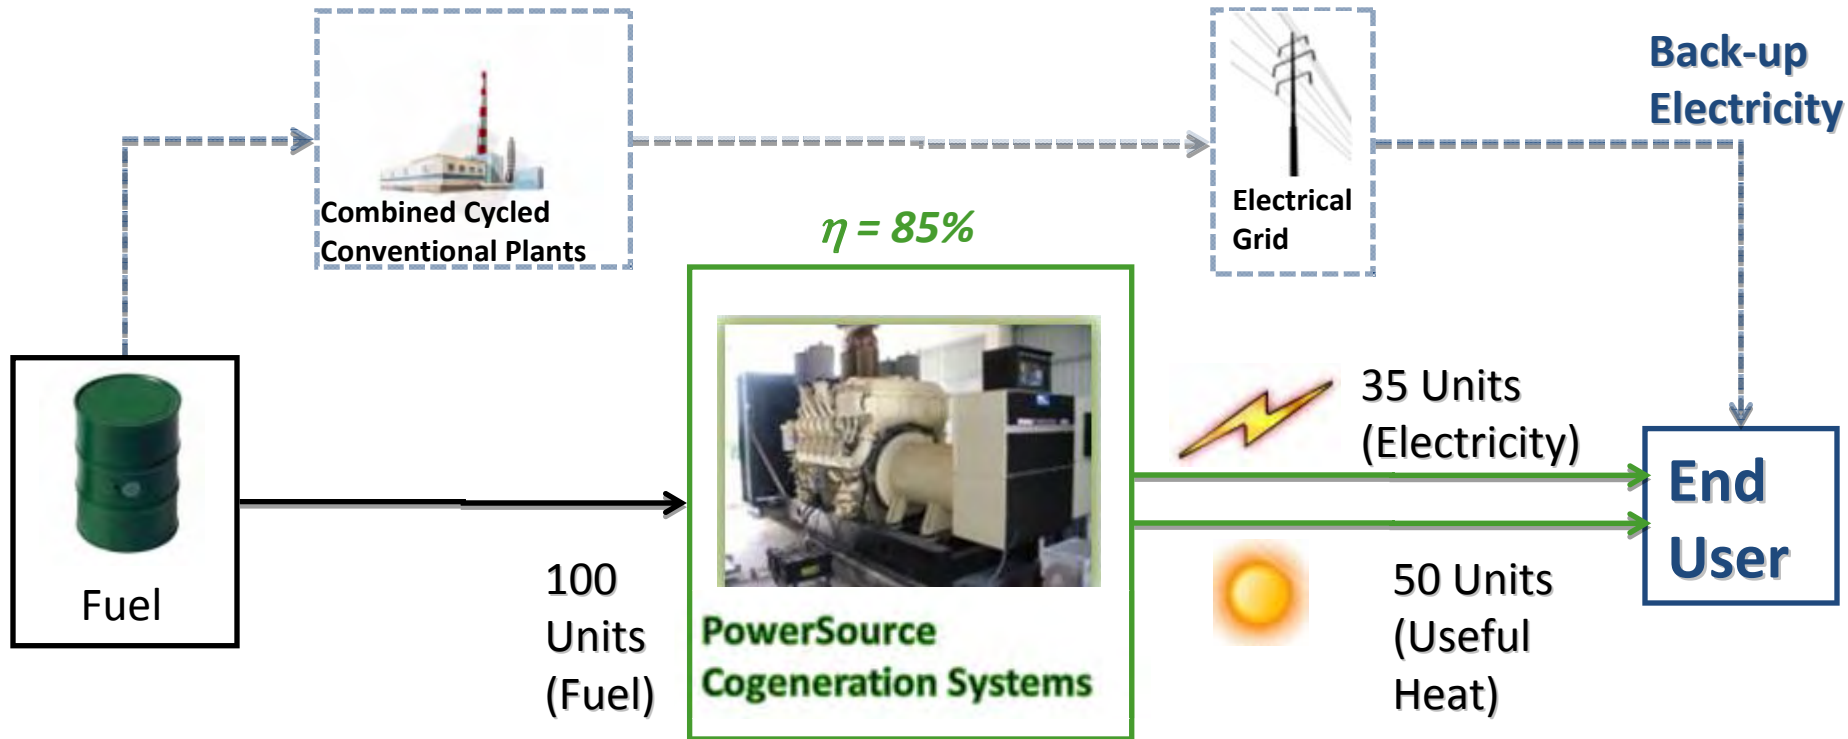 Back-up
Electricity
Combined Cycled
Conventional Plants
Electrical
Grid
η = 85%
35 Units
(Electricity)
End
User
Fuel
100
Units
(Fuel)
PowerSource
Cogeneration Systems
50 Units
(Useful
Heat)